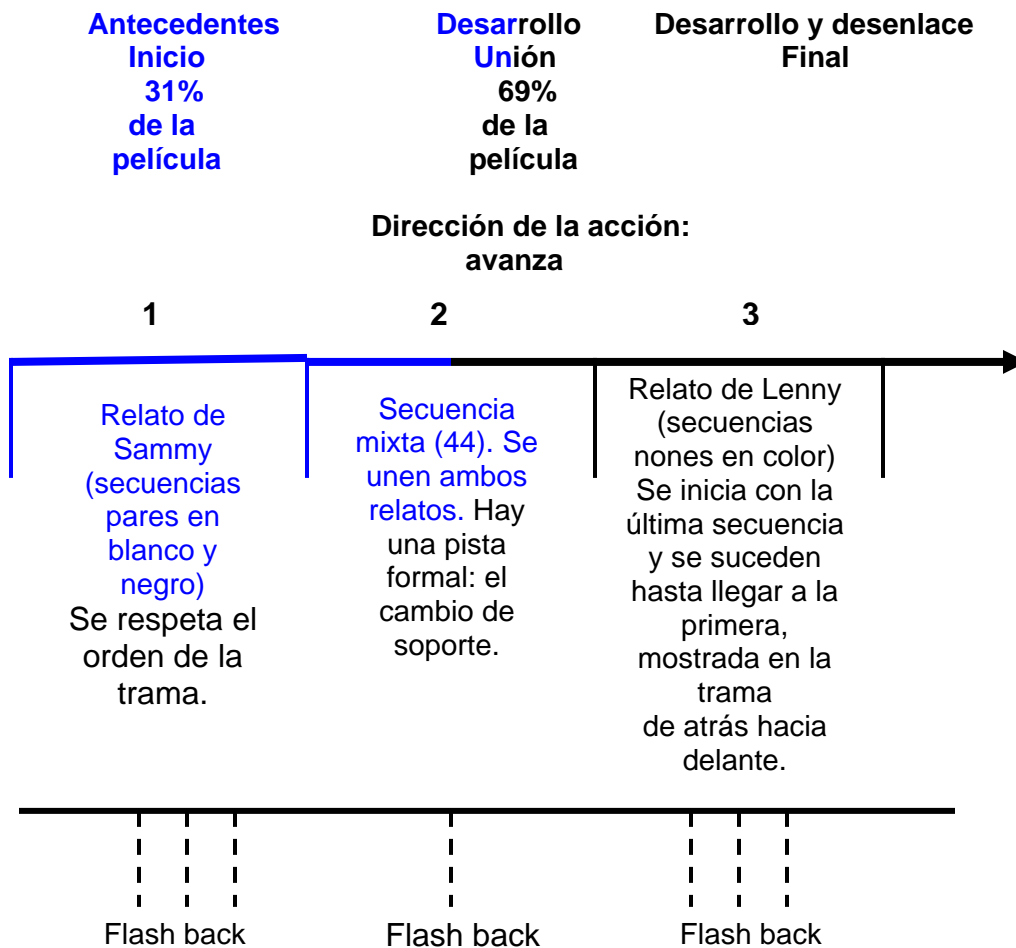 Antecedentes
Inicio
31%
de la
película
Desarrollo
Unión
69%
de la
película
Desarrollo y desenlace
Final
Dirección de la acción:
avanza
1
2
3
Relato de
Sammy
(secuencias
pares en
blanco y
negro)
Se respeta el
orden de la
trama.
Secuencia
mixta (44). Se
unen ambos
relatos. Hay
una pista
formal: el
cambio de
soporte.
Relato de Lenny
(secuencias
nones en color)
Se inicia con la
última secuencia
y se suceden
hasta llegar a la
primera,
mostrada en la
trama
de atrás hacia
delante.
Flash back
Flash back
Flash back